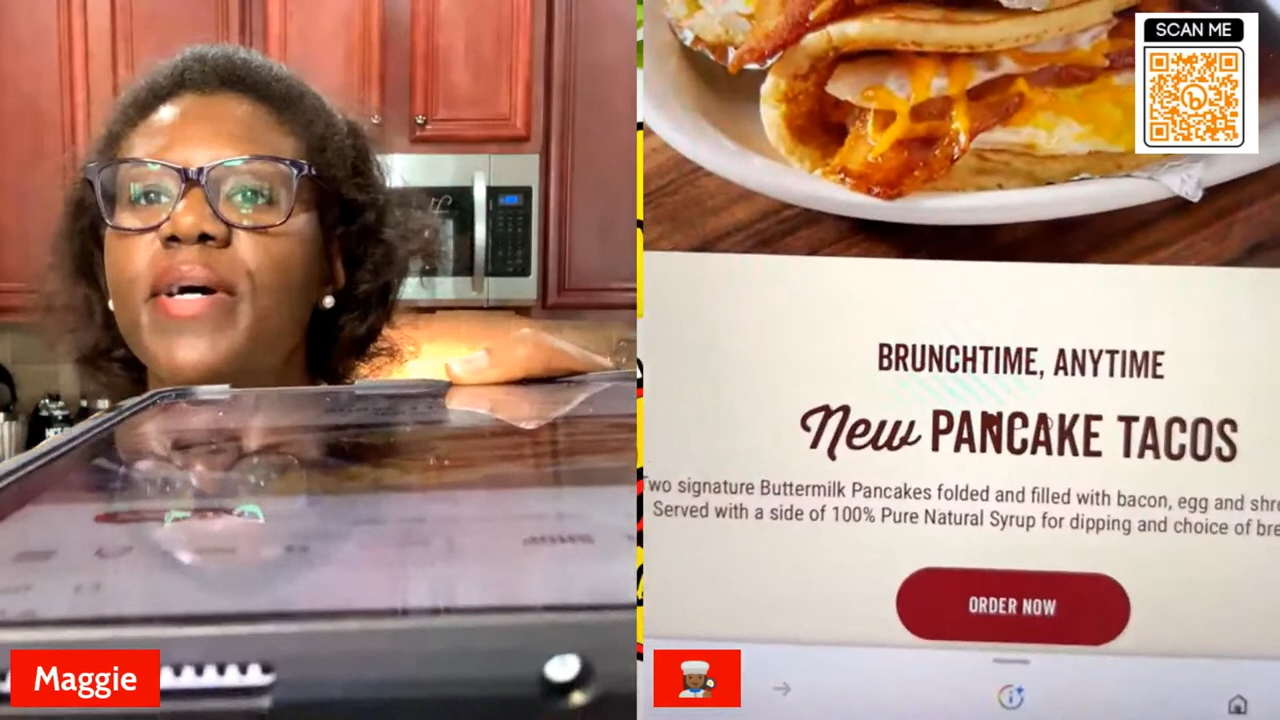 SCAN ME
BRUNCHTIME, ANYTIME
New PANCAKE TACOS
Two signature Buttermilk Pancakes folded and filled with bacon, egg and shre
Served with a side of 100% Pure Natural Syrup for dipping and choice of bre
ORDER NOW
Maggie